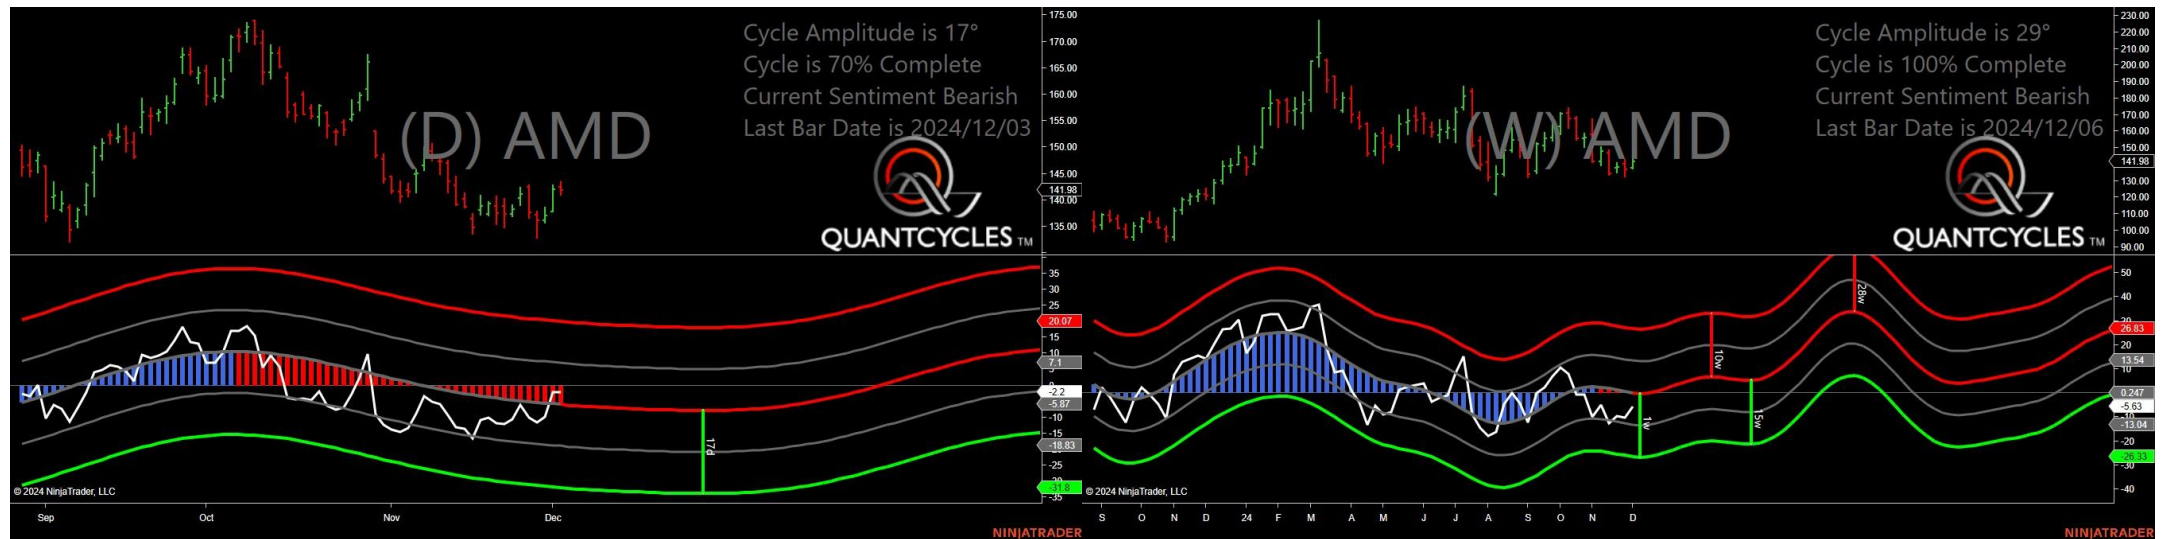 Cycle Amplitude is 17°
Cycle is 70% Complete
Current Sentiment Bearish
Last Bar Date is 2024/12/03
(D) AMD
QUANTCYCLES TM
175.00
170.00
165.00
160.00
155.00
150.00
145.00
141.98
140.00
135.00
35
30
25
20.07
15
10
7.1
5
-2.2
-5.87
-10
-15
-18.83
-25
-31.8
-35
17d
© 2024 NinjaTrader, LLC
Sep Oct Nov Dec
NINJATRADER
Cycle Amplitude is 29°
Cycle is 100% Complete
Current Sentiment Bearish
Last Bar Date is 2024/12/06
(W) AMD
QUANTCYCLES TM
230.00
220.00
210.00
200.00
190.00
180.00
170.00
160.00
150.00
141.98
130.00
120.00
110.00
100.00
90.00
50
40
30
26.83
20
13.54
10
0.247
-5.63
-10
-13.04
-20
-26.33
-30
-40
28w
10w
1w
15w
© 2024 NinjaTrader, LLC
S O N D 24 F M A M J J A S O N D
NINJATRADER